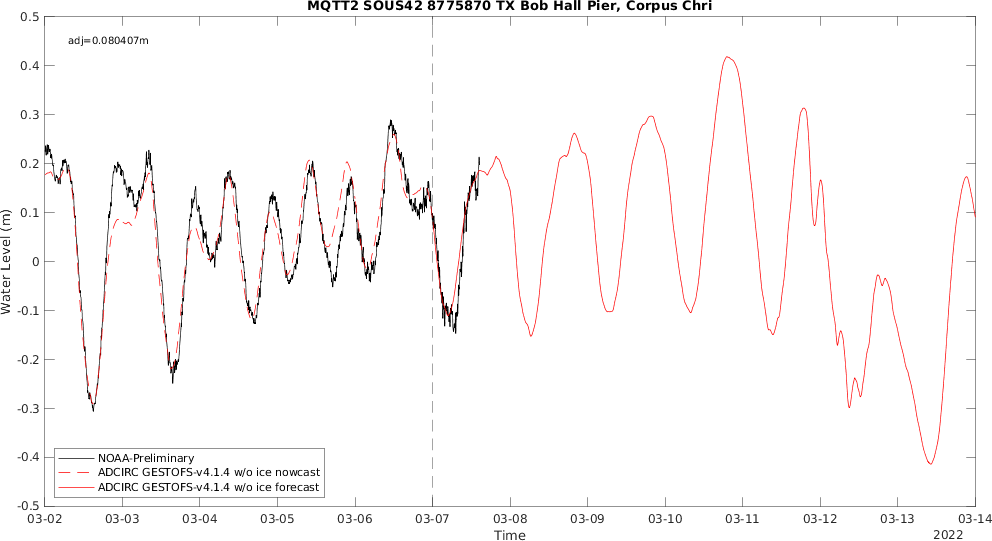 MQTT2 SOUS42 8775870 TX Bob Hall Pier, Corpus Chri
adj=0.080407m
0.5
0.4
0.3
0.2
0.1
0
-0.1
-0.2
-0.3
-0.4
-0.5
Water Level (m)
NOAA-Preliminary
ADCIRC GESTOFS-v4.1.4 w/o ice nowcast
ADCIRC GESTOFS-v4.1.4 w/o ice forecast
03-02 03-03 03-04 03-05 03-06 03-07 03-08 03-09 03-10 03-11 03-12 03-13 03-14
Time
2022